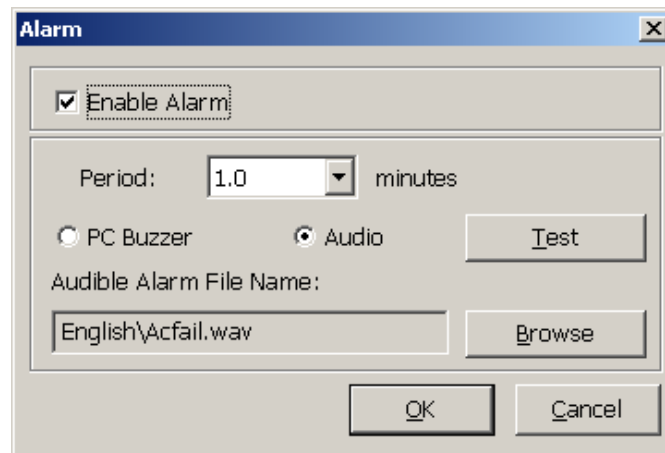 Alarm
Enable Alarm
Period: 1.0 minutes
PC Buzzer Audio Test
Audible Alarm File Name:
English\Acfail.wav Browse
OK Cancel